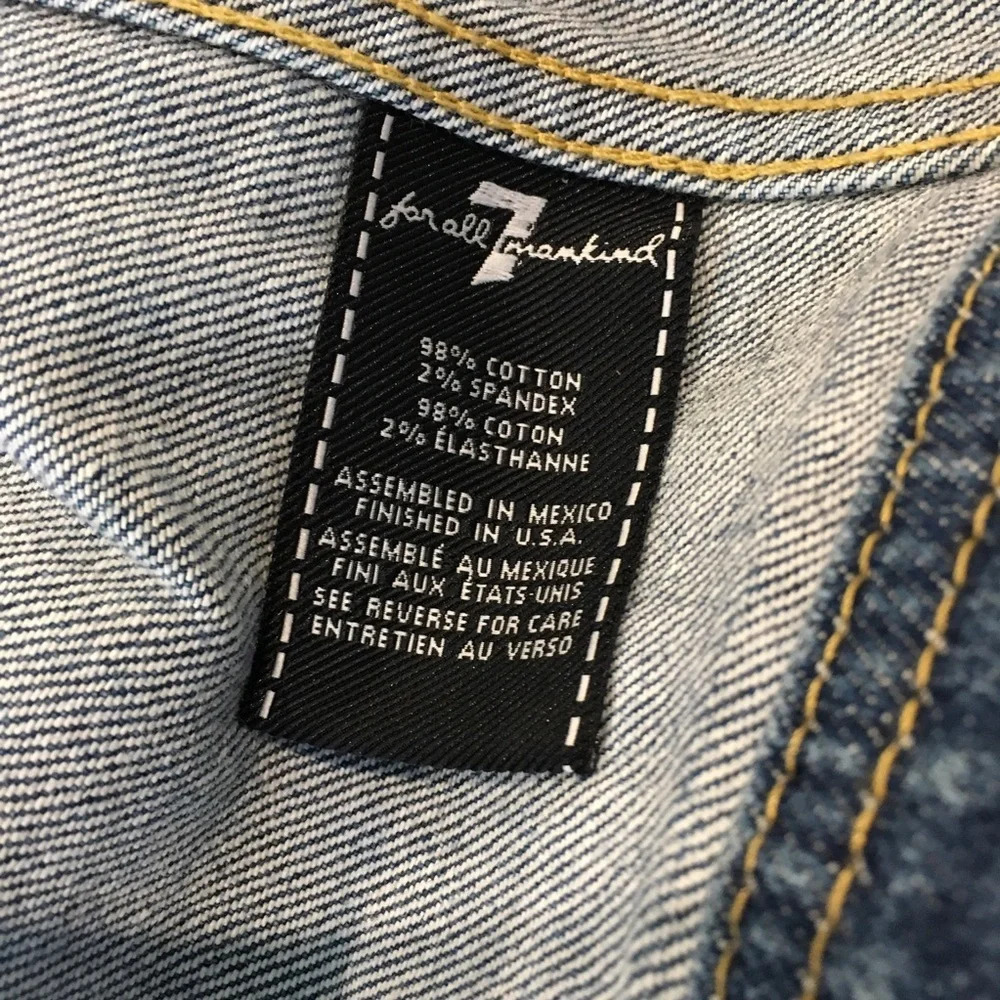 for all 7 mankind
98% COTTON
2% SPANDEX
98% COTON
2% ÉLASTHANNE
ASSEMBLED IN MEXICO
FINISHED IN U.S.A.
ASSEMBLÉ AU MEXIQUE
FINI AUX ÉTATS-UNIS
SEE REVERSE FOR CARE
ENTRETIEN AU VERSO